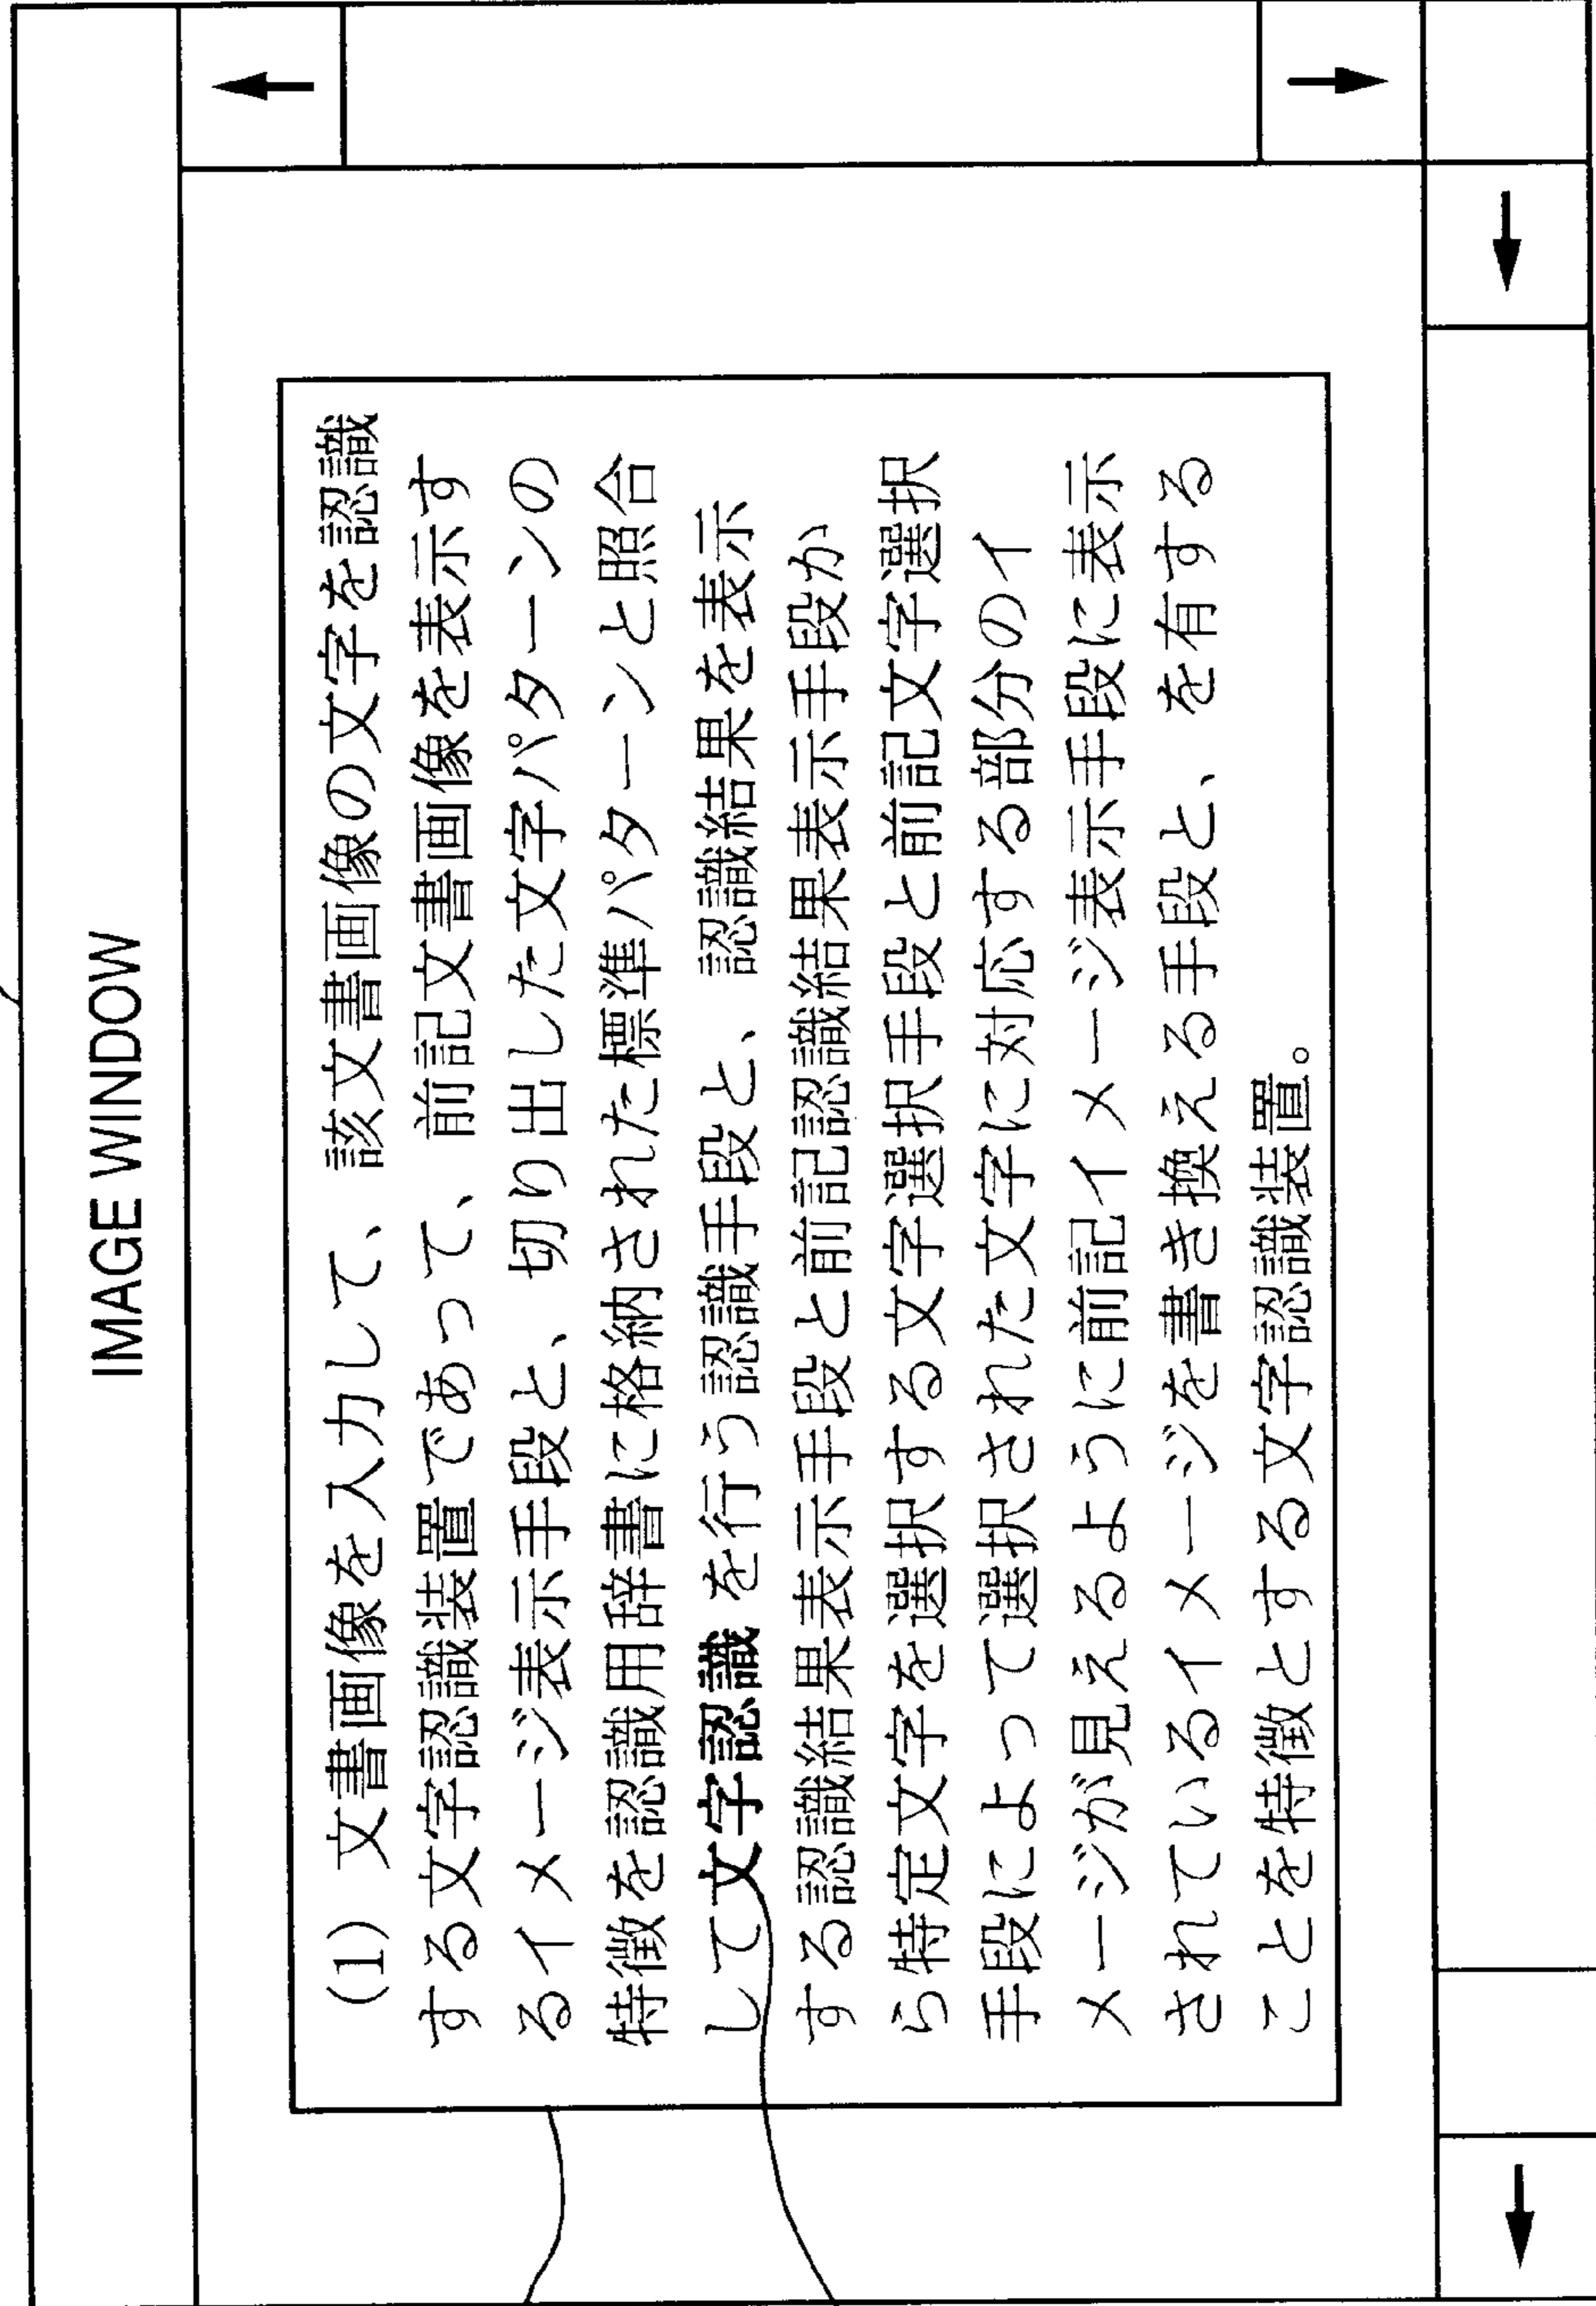 IMAGE WINDOW
(1) 文書画像を入力して、該文書画像の文字を認識
する文字認識装置であって、前記文書画像を表示す
るイメージ表示手段と、切り出した文字パターンの
特徴を認識用辞書に格納された標準パターンと照合
して文字認識を行う認識手段と、認識結果を表示
する認識結果表示手段と前記認識結果表示手段か
ら特定文字を選択する文字選択手段と前記文字選択
手段によって選択された文字に対応する部分のイ
メージが見えるように前記イメージ表示手段に表示
されているイメージを書き換える手段と、を有する
ことを特徴とする文字認識装置。